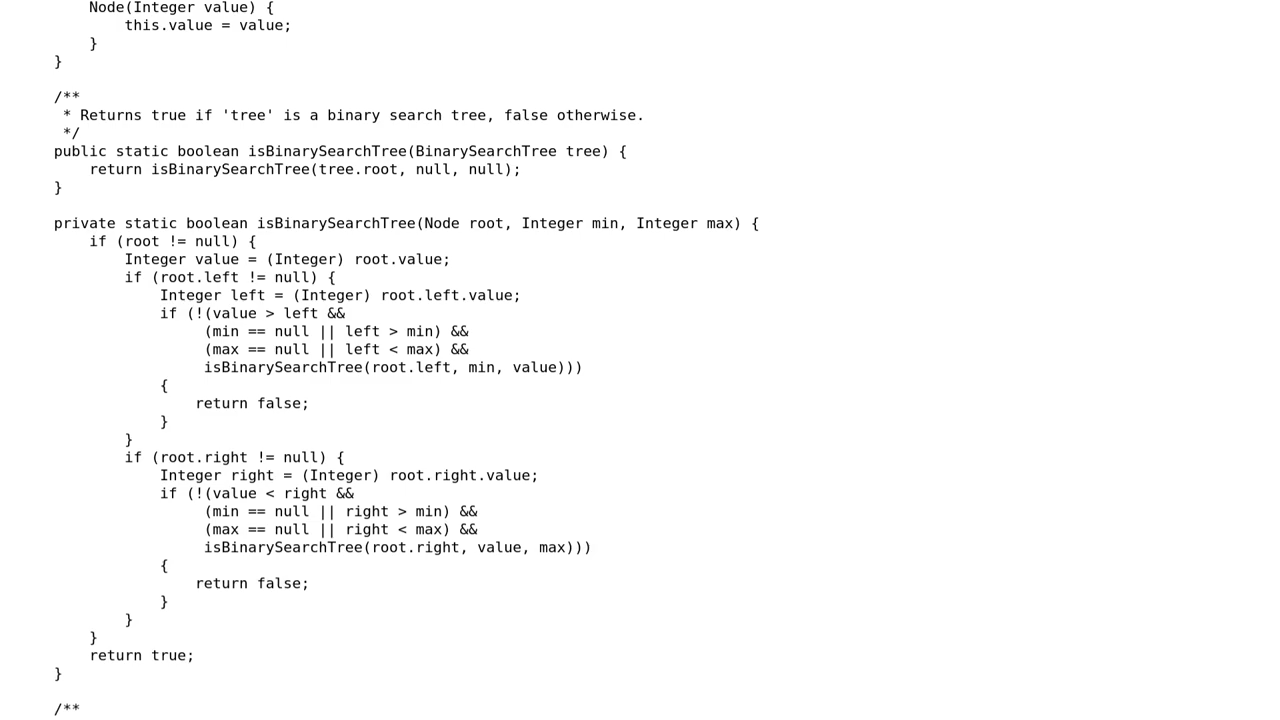 Node(Integer value) {
this.value = value;
}
}
/**
* Returns true if 'tree' is a binary search tree, false otherwise.
*/
public static boolean isBinarySearchTree(BinarySearchTree tree) {
return isBinarySearchTree(tree.root, null, null);
}
private static boolean isBinarySearchTree(Node root, Integer min, Integer max) {
if (root != null) {
Integer value = (Integer) root.value;
if (root.left != null) {
Integer left = (Integer) root.left.value;
if (!(value > left &&
(min == null || left > min) &&
(max == null || left < max) &&
isBinarySearchTree(root.left, min, value)))
{
return false;
}
}
if (root.right != null) {
Integer right = (Integer) root.right.value;
if (!(value < right &&
(min == null || right > min) &&
(max == null || right < max) &&
isBinarySearchTree(root.right, value, max)))
{
return false;
}
}
}
return true;
}
/**